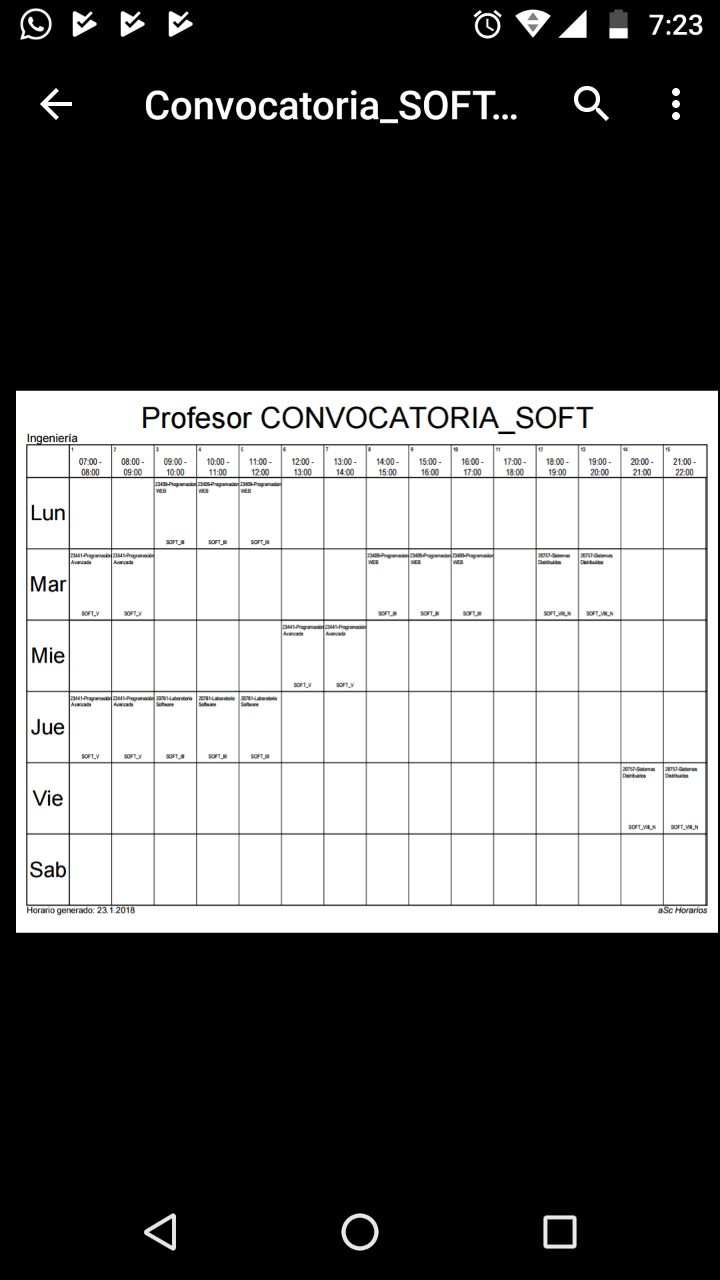 7:23
Convocatoria_SOFT...
Profesor CONVOCATORIA_SOFT
Ingeniería
1 2 3 4 5 6 7 8 9 10 11 12 13 14 15
07:00 - 08:00 - 09:00 - 10:00 - 11:00 - 12:00 - 13:00 - 14:00 - 15:00 - 16:00 - 17:00 - 18:00 - 19:00 - 20:00 - 21:00 -
08:00 09:00 10:00 11:00 12:00 13:00 14:00 15:00 16:00 17:00 18:00 19:00 20:00 21:00 22:00
23409-Programacion 23409-Programacion 23409-Programacion
WEB WEB WEB
Lun
SOFT_III SOFT_III SOFT_III
23441-Programación 23441-Programación 23409-Programacion 23409-Programacion 23409-Programacion 20757-Sistemas 20757-Sistemas
Avanzada Avanzada WEB WEB WEB Distribuidos Distribuidos
Mar
SOFT_V SOFT_V SOFT_III SOFT_III SOFT_III SOFT_VIII_N SOFT_VIII_N
23441-Programación 23441-Programación
Avanzada Avanzada
Mie
SOFT_V SOFT_V
23441-Programación 23441-Programación 20761-Laboratorio 20761-Laboratorio 20761-Laboratorio
Avanzada Avanzada Software Software Software
Jue
SOFT_V SOFT_V SOFT_III SOFT_III SOFT_III
20757-Sistemas 20757-Sistemas
Distribuidos Distribuidos
Vie
SOFT_VIII_N SOFT_VIII_N
Sab
Horario generado: 23.1.2018 aSc Horarios